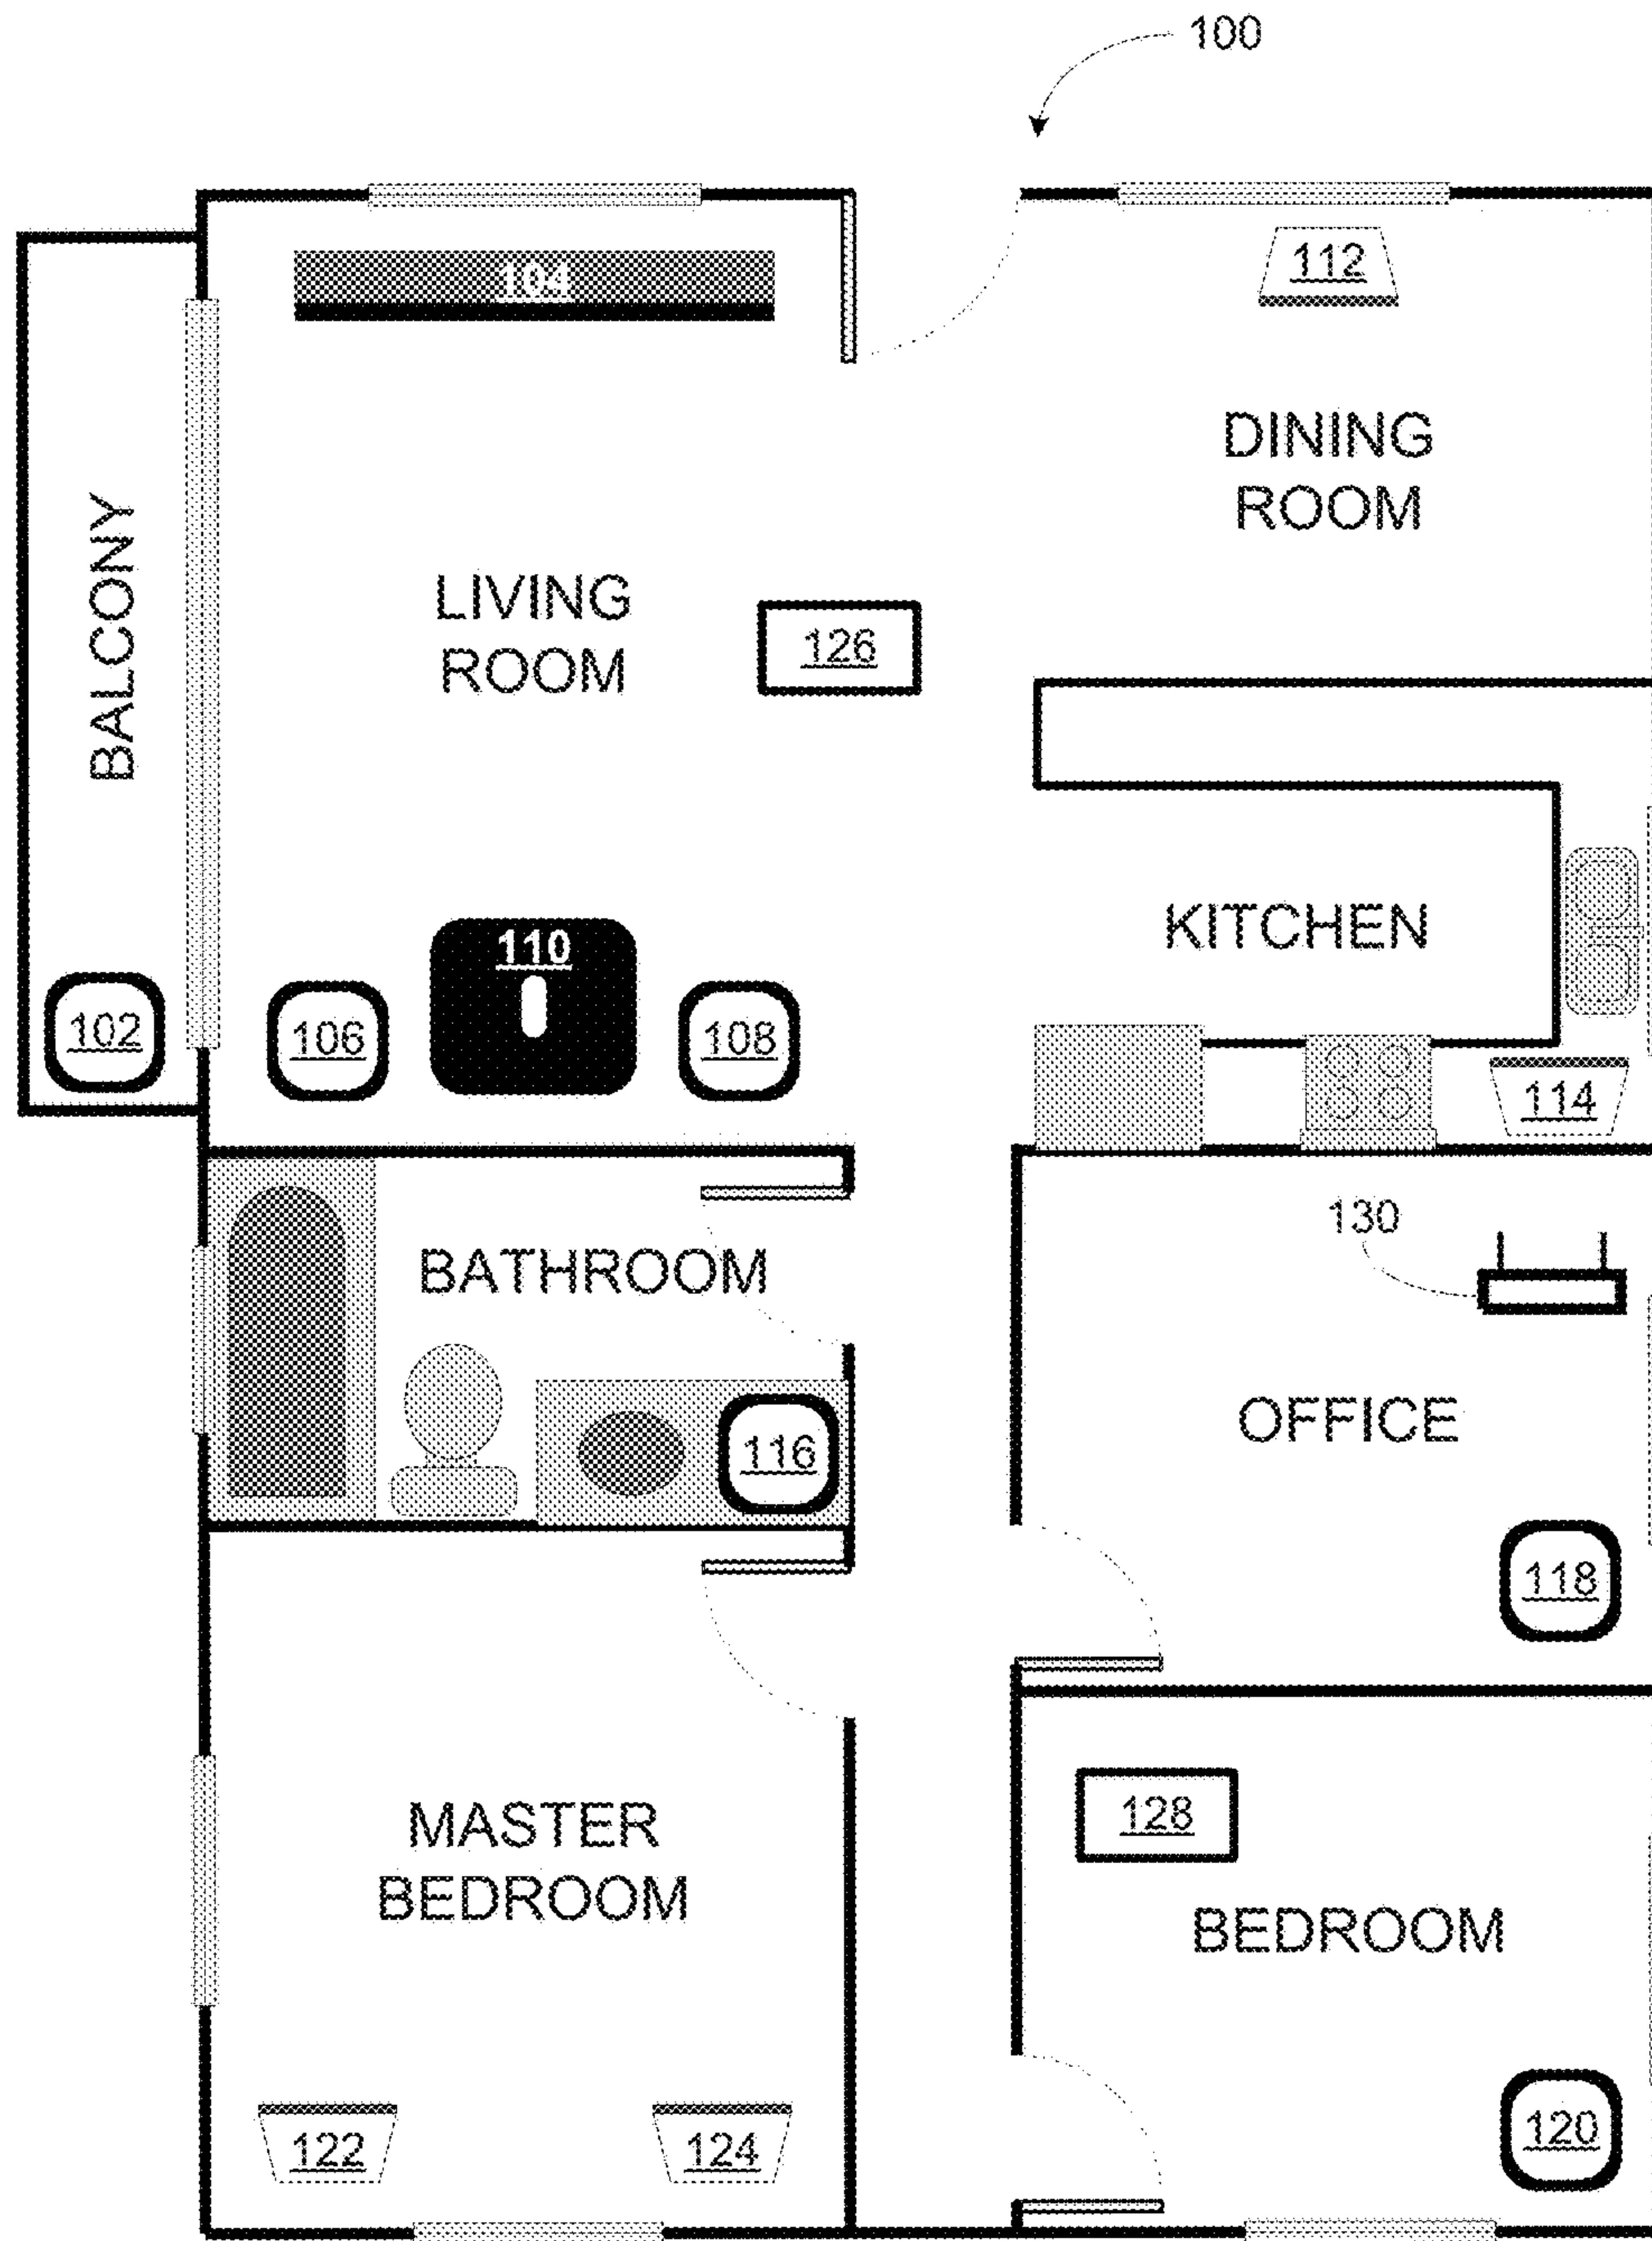 100
104
112
DINING
ROOM
BALCONY
LIVING
ROOM
126
KITCHEN
110
102
106
108
114
130
BATHROOM
OFFICE
116
118
MASTER
BEDROOM
128
BEDROOM
122
124
120